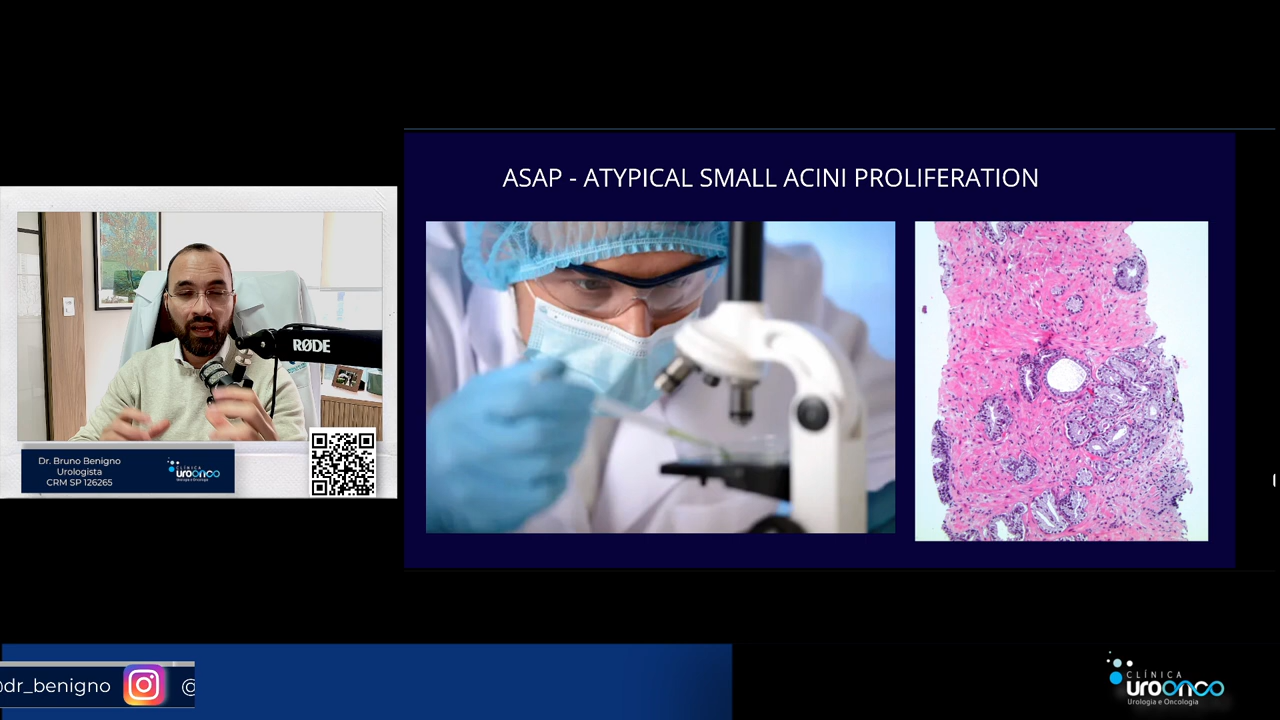 ASAP - ATYPICAL SMALL ACINI PROLIFERATION
RØDE
Dr. Bruno Benigno
Urologista
CRM SP 126265
CLÍNICA
uroonco
Urologia e Oncologia
dr_benigno
@
CLÍNICA
uroonco
Urologia e Oncologia